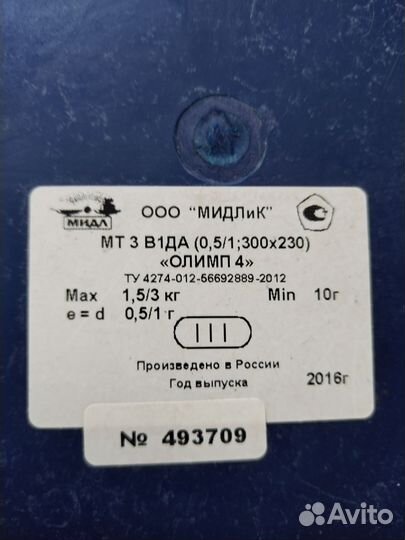 МИДЛ
ООО "МИДЛиК"
МТ 3 В1ДА (0,5/1;300х230)
«ОЛИМП 4»
ТУ 4274-012-56692889-2012
Max 1,5/3 кг Min 10г
e = d 0,5/1 г
III
Произведено в России
Год выпуска 2016г
№ 493709
Avito